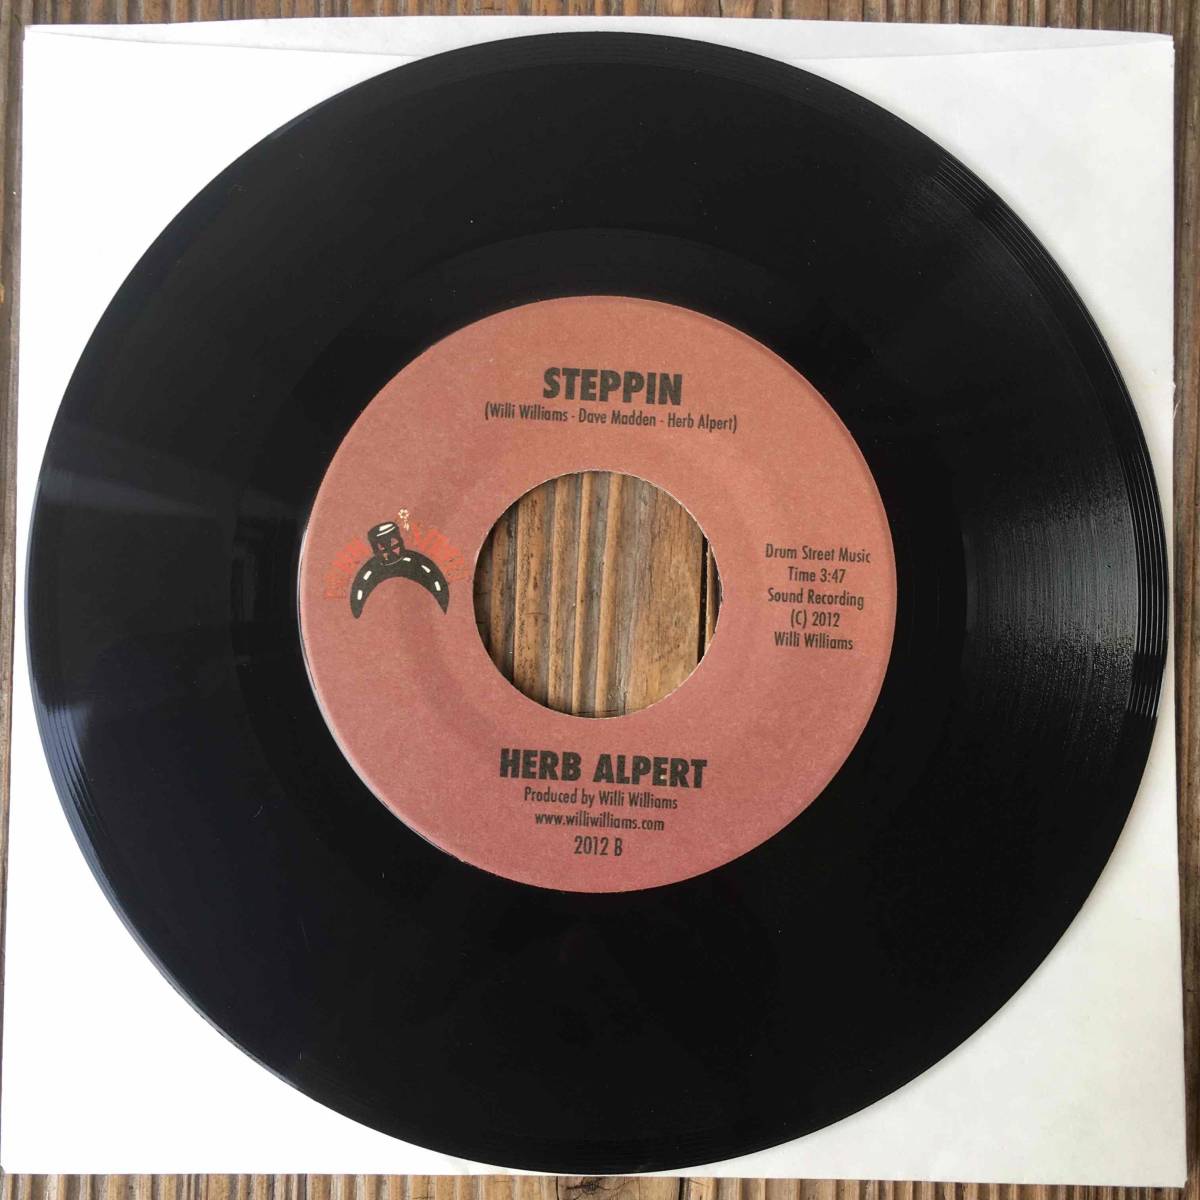 STEPPIN
(Willi Williams - Dave Madden - Herb Alpert)
Drum Street Music
Time 3:47
Sound Recording
(C) 2012
Willi Williams
HERB ALPERT
Produced by Willi Williams
www.williwilliams.com
2012 B